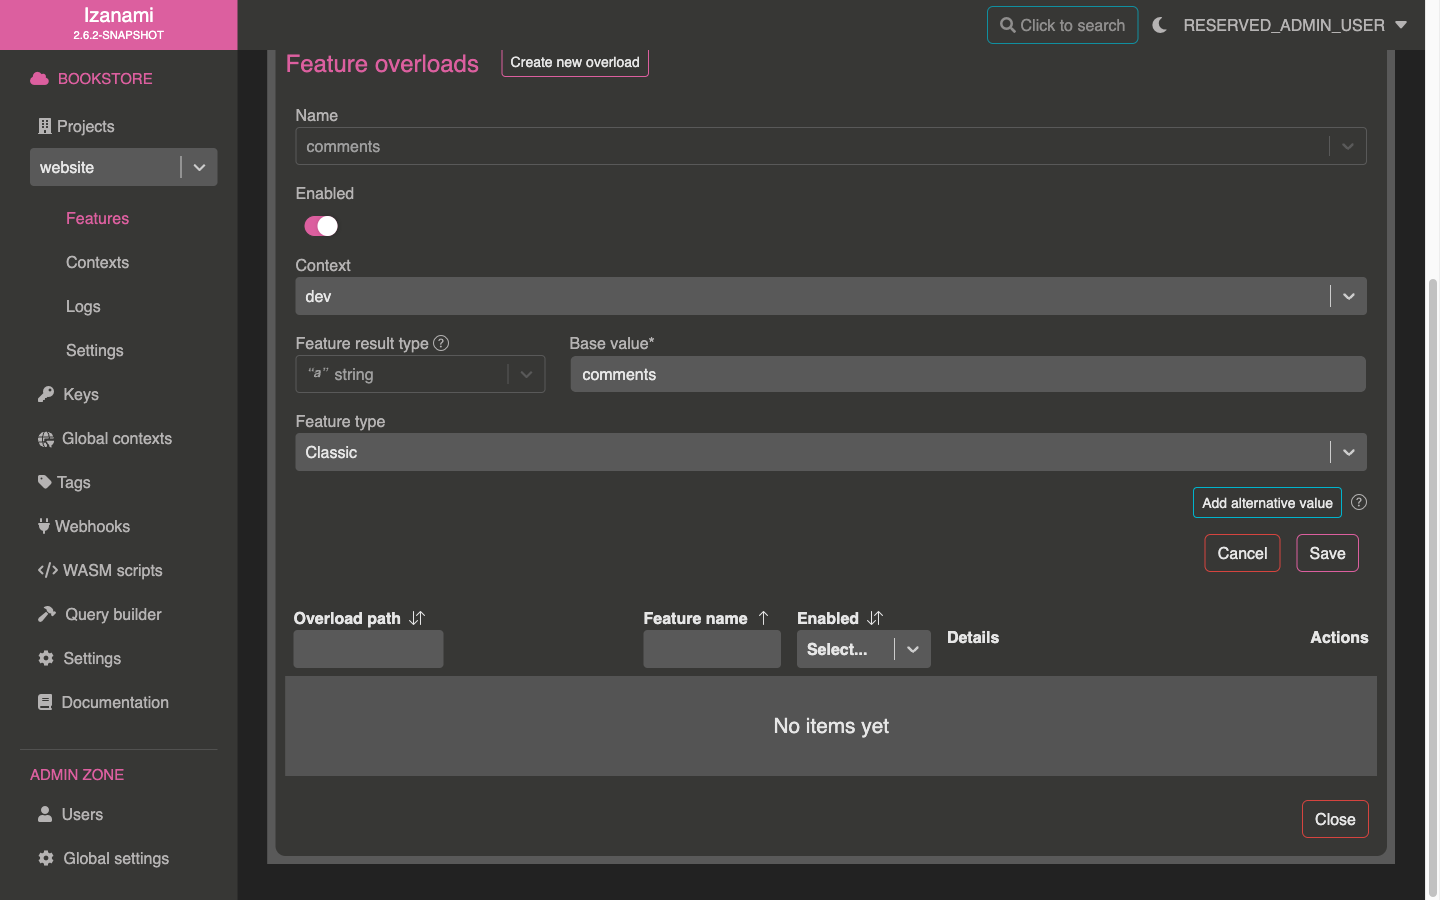 Izanami
2.6.2-SNAPSHOT
Click to search
RESERVED_ADMIN_USER
BOOKSTORE
Projects
website
Features
Contexts
Logs
Settings
Keys
Global contexts
Tags
Webhooks
WASM scripts
Query builder
Settings
Documentation
ADMIN ZONE
Users
Global settings
Feature overloads
Create new overload
Name
comments
Enabled
Context
dev
Feature result type
Base value*
"a" string
comments
Feature type
Classic
Add alternative value
Cancel
Save
Overload path
Feature name
Enabled
Select...
Details
Actions
No items yet
Close